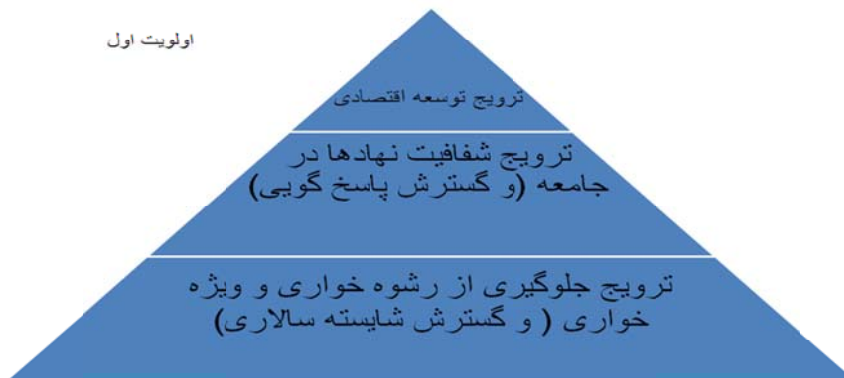 اولویت اول
ترویج توسعه اقتصادی
ترویج شفافیت نهادها در
جامعه (و گسترش پاسخ گویی)
ترویج جلوگیری از رشوه خواری و ویژه
خواری ( و گسترش شایسته سالاری)